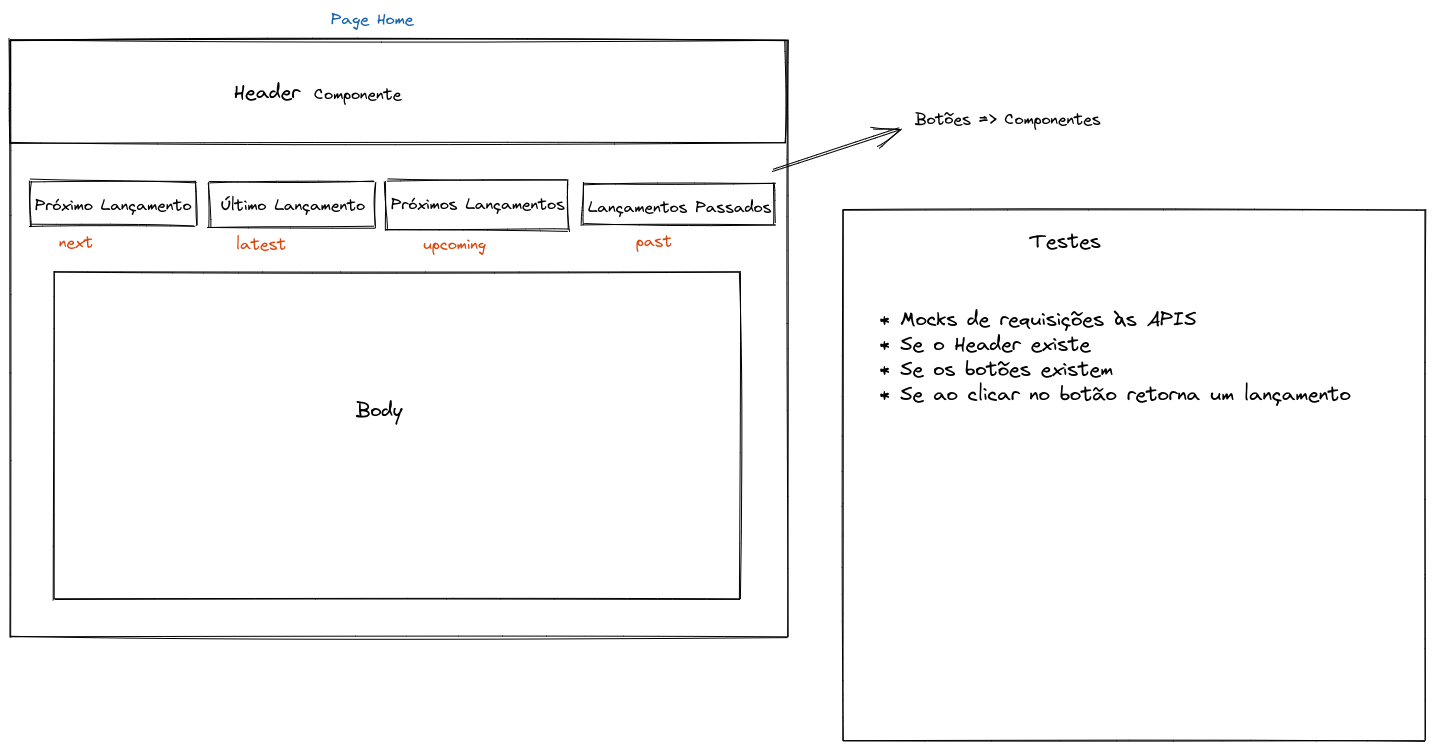 Page Home
Header Componente
Botões => Componentes
Próximo Lançamento
Último Lançamento
Próximos Lançamentos
Lançamentos Passados
next
latest
upcoming
past
Body
Testes
* Mocks de requisições às APIS
* Se o Header existe
* Se os botões existem
* Se ao clicar no botão retorna um lançamento